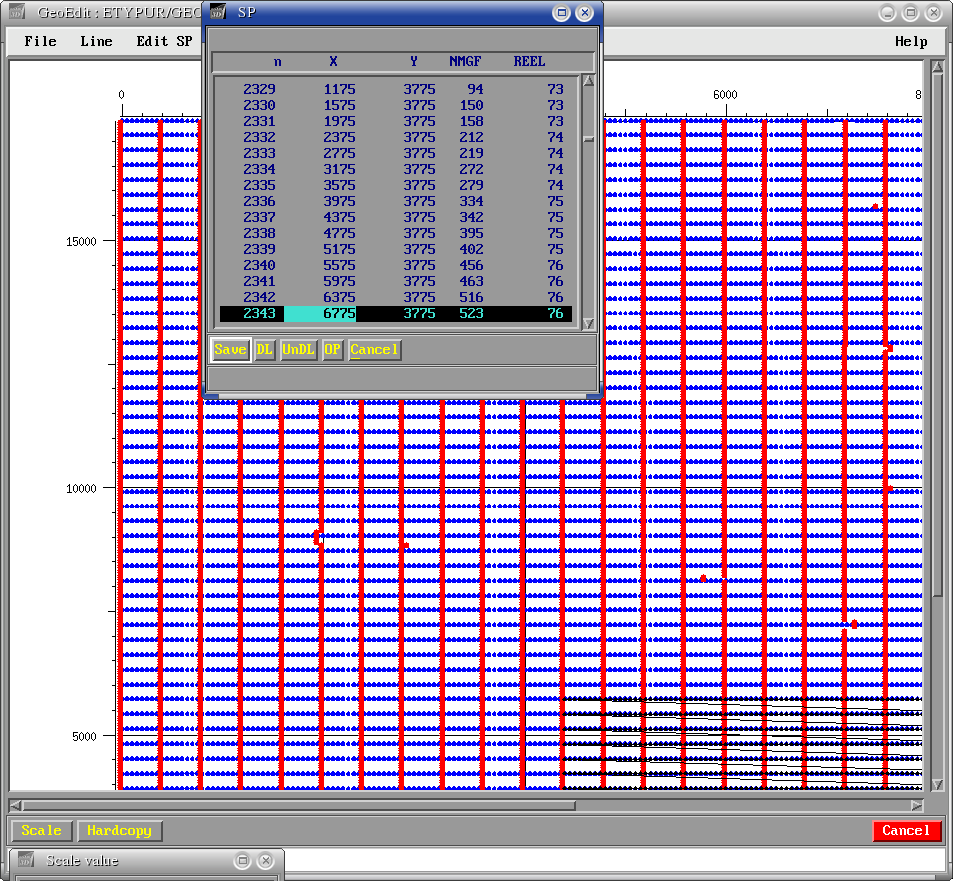 GeoEdit : ETYPUR/GEO
SP
File Line Edit SP Help
n X Y NMGF REEL
2329 1175 3775 94 73
2330 1575 3775 150 73
2331 1975 3775 158 73
2332 2375 3775 212 74
2333 2775 3775 219 74
2334 3175 3775 272 74
2335 3575 3775 279 74
2336 3975 3775 334 75
2337 4375 3775 342 75
2338 4775 3775 395 75
2339 5175 3775 402 75
2340 5575 3775 456 76
2341 5975 3775 463 76
2342 6375 3775 516 76
2343 6775 3775 523 76
Save DL UnDL OP Cancel
0 6000 8
15000
10000
5000
Scale Hardcopy Cancel
Scale value